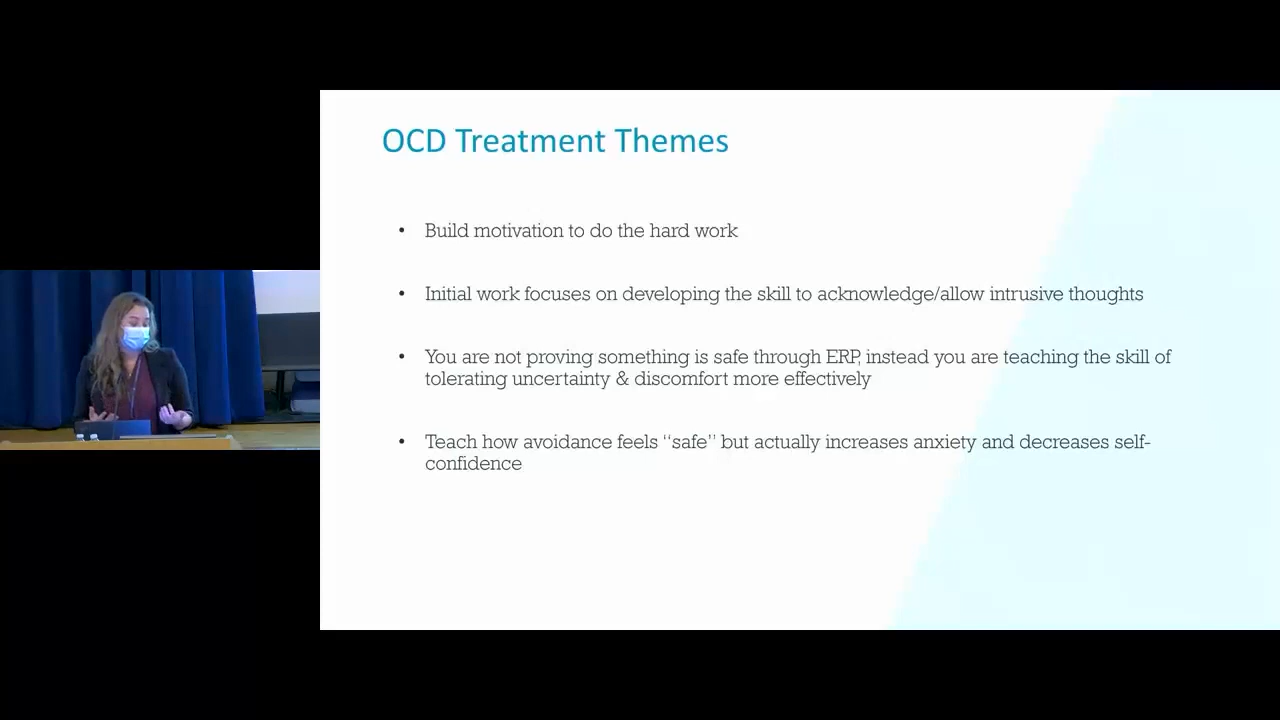 OCD Treatment Themes
• Build motivation to do the hard work
• Initial work focuses on developing the skill to acknowledge/allow intrusive thoughts
• You are not proving something is safe through ERP, instead you are teaching the skill of
tolerating uncertainty & discomfort more effectively
• Teach how avoidance feels “safe” but actually increases anxiety and decreases self-
confidence